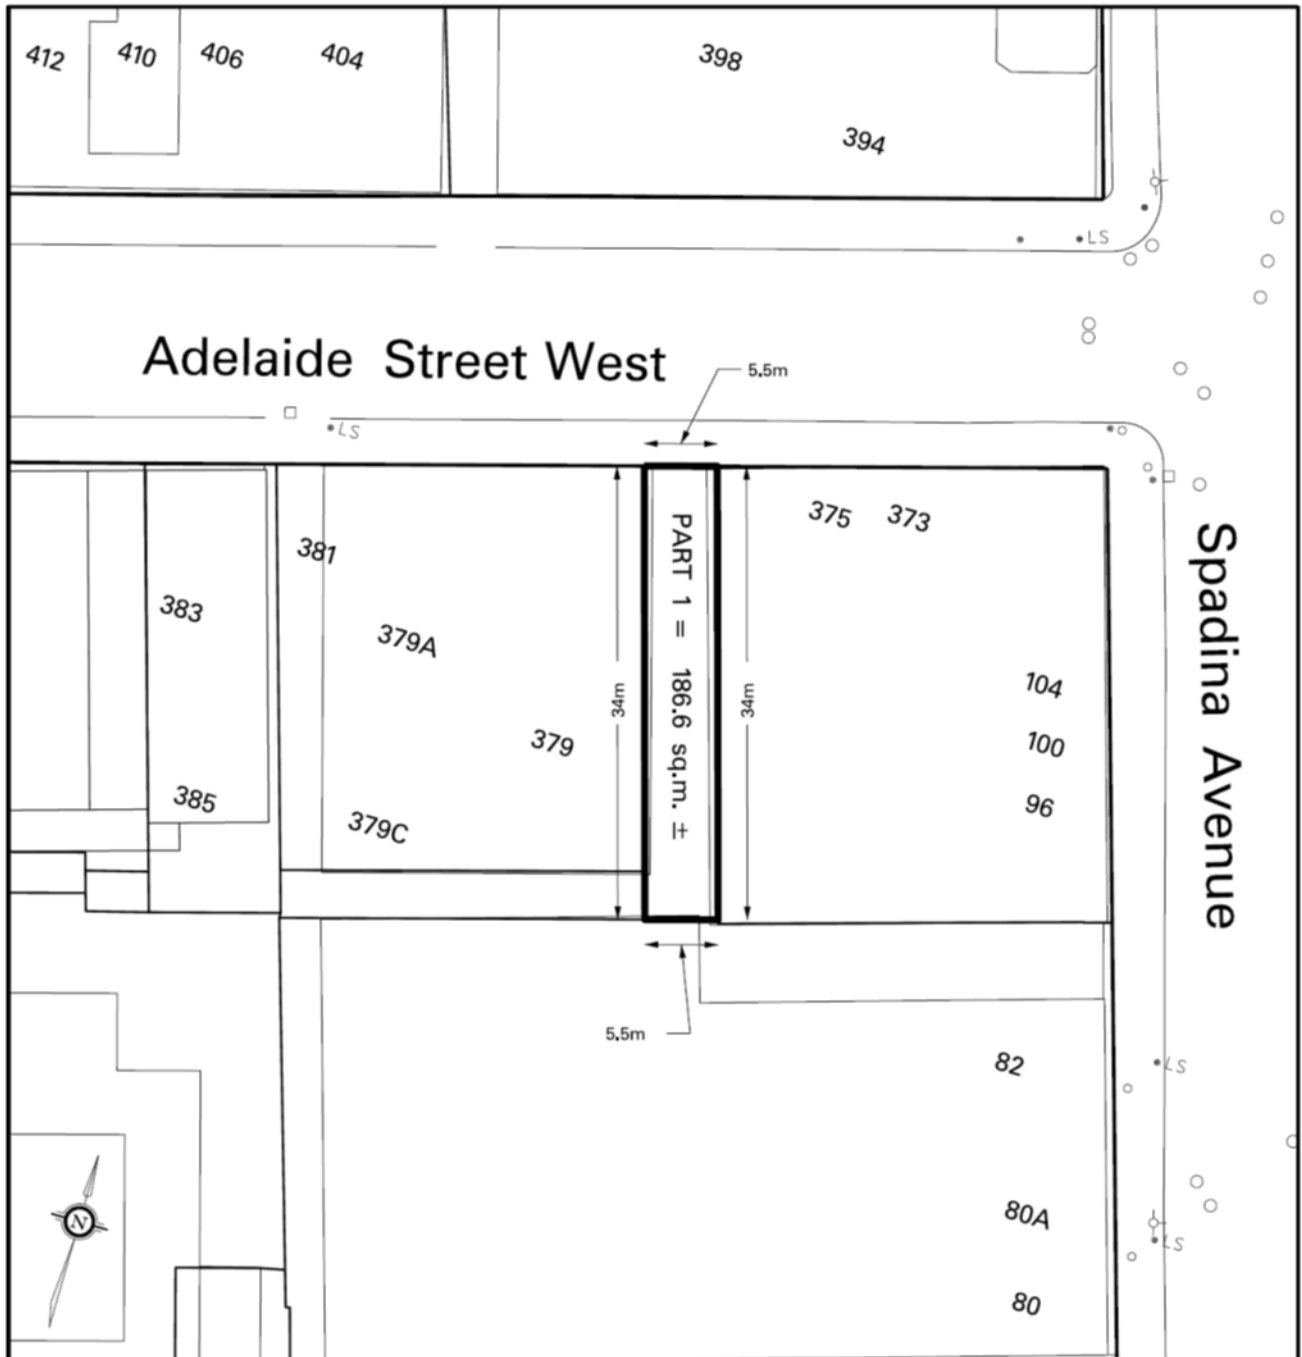 412 410 406 404 398
394
LS
Adelaide Street West
5.5m
LS
375 373
381
383
379A
PART 1 = 186.6 sq.m. ±
34m
34m
Spadina Avenue
104
379
100
385
96
379C
5.5m
82
LS
80A
N
LS
80